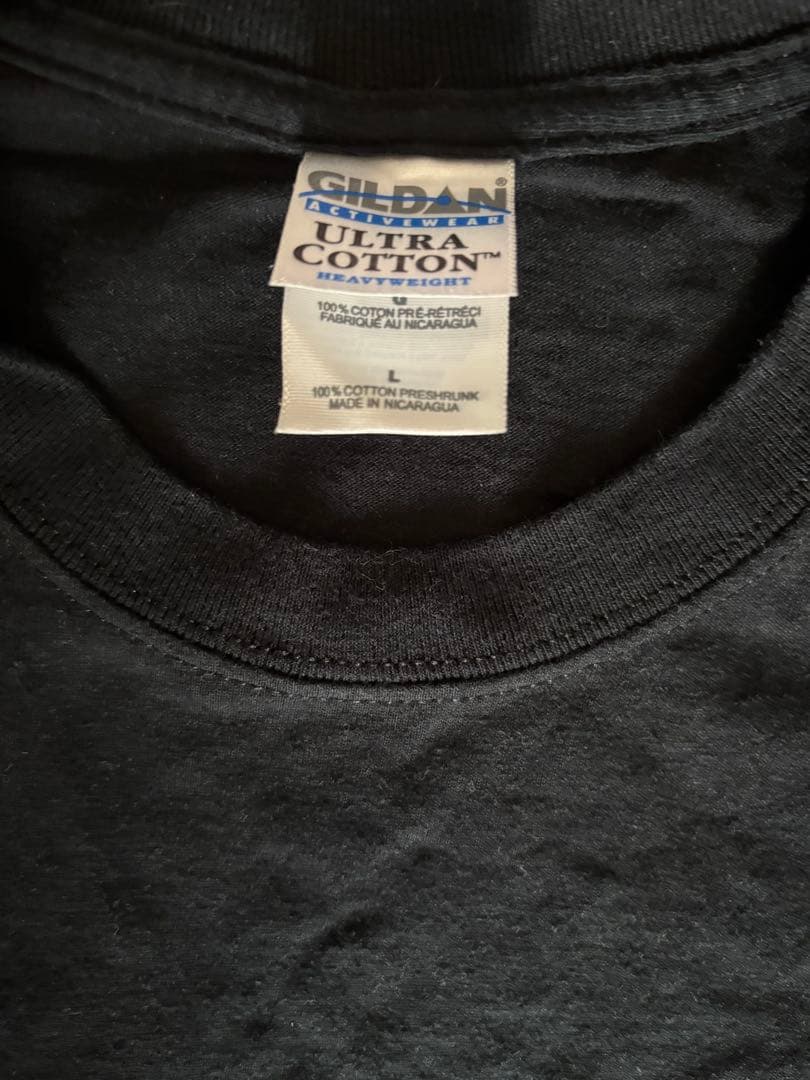 GILDAN®
ACTIVEWEAR
ULTRA
COTTON™
HEAVYWEIGHT
G
100% COTON PRÉ-RÉTRÉCI
FABRIQUÉ AU NICARAGUA
L
100% COTTON PRESHRUNK
MADE IN NICARAGUA